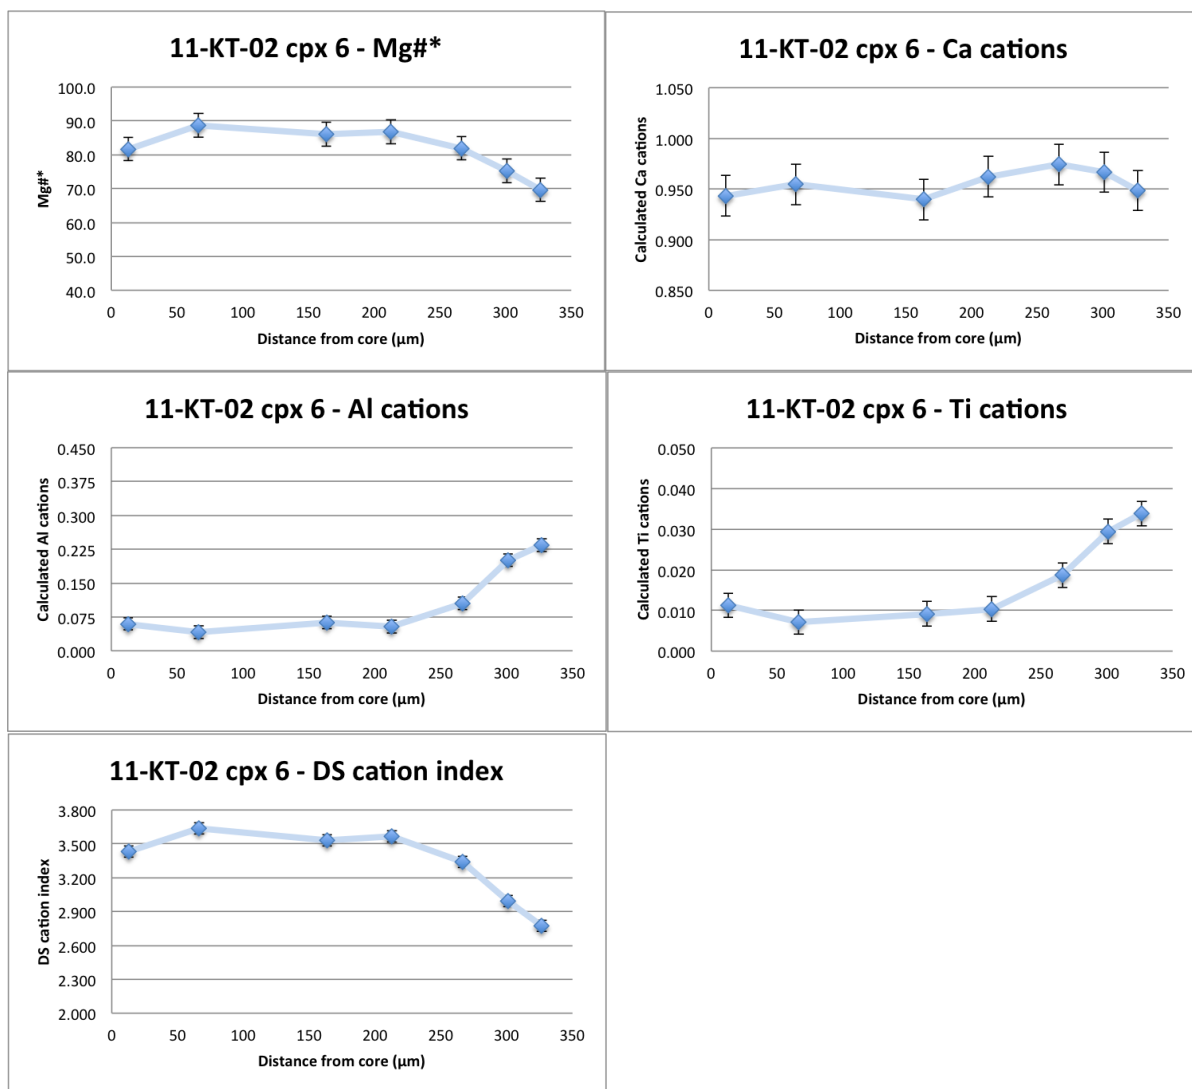 11-KT-02 cpx 6 - Mg#*
100.0
90.0
80.0
70.0
60.0
50.0
40.0
Mg#*
0 50 100 150 200 250 300 350
Distance from core (μm)
11-KT-02 cpx 6 - Ca cations
1.050
1.000
0.950
0.900
0.850
Calculated Ca cations
0 50 100 150 200 250 300 350
Distance from core (μm)
11-KT-02 cpx 6 - Al cations
0.450
0.375
0.300
0.225
0.150
0.075
0.000
Calculated Al cations
0 50 100 150 200 250 300 350
Distance from core (μm)
11-KT-02 cpx 6 - Ti cations
0.050
0.040
0.030
0.020
0.010
0.000
Calculated Ti cations
0 50 100 150 200 250 300 350
Distance from core (μm)
11-KT-02 cpx 6 - DS cation index
3.800
3.500
3.200
2.900
2.600
2.300
2.000
DS cation index
0 50 100 150 200 250 300 350
Distance from core (μm)